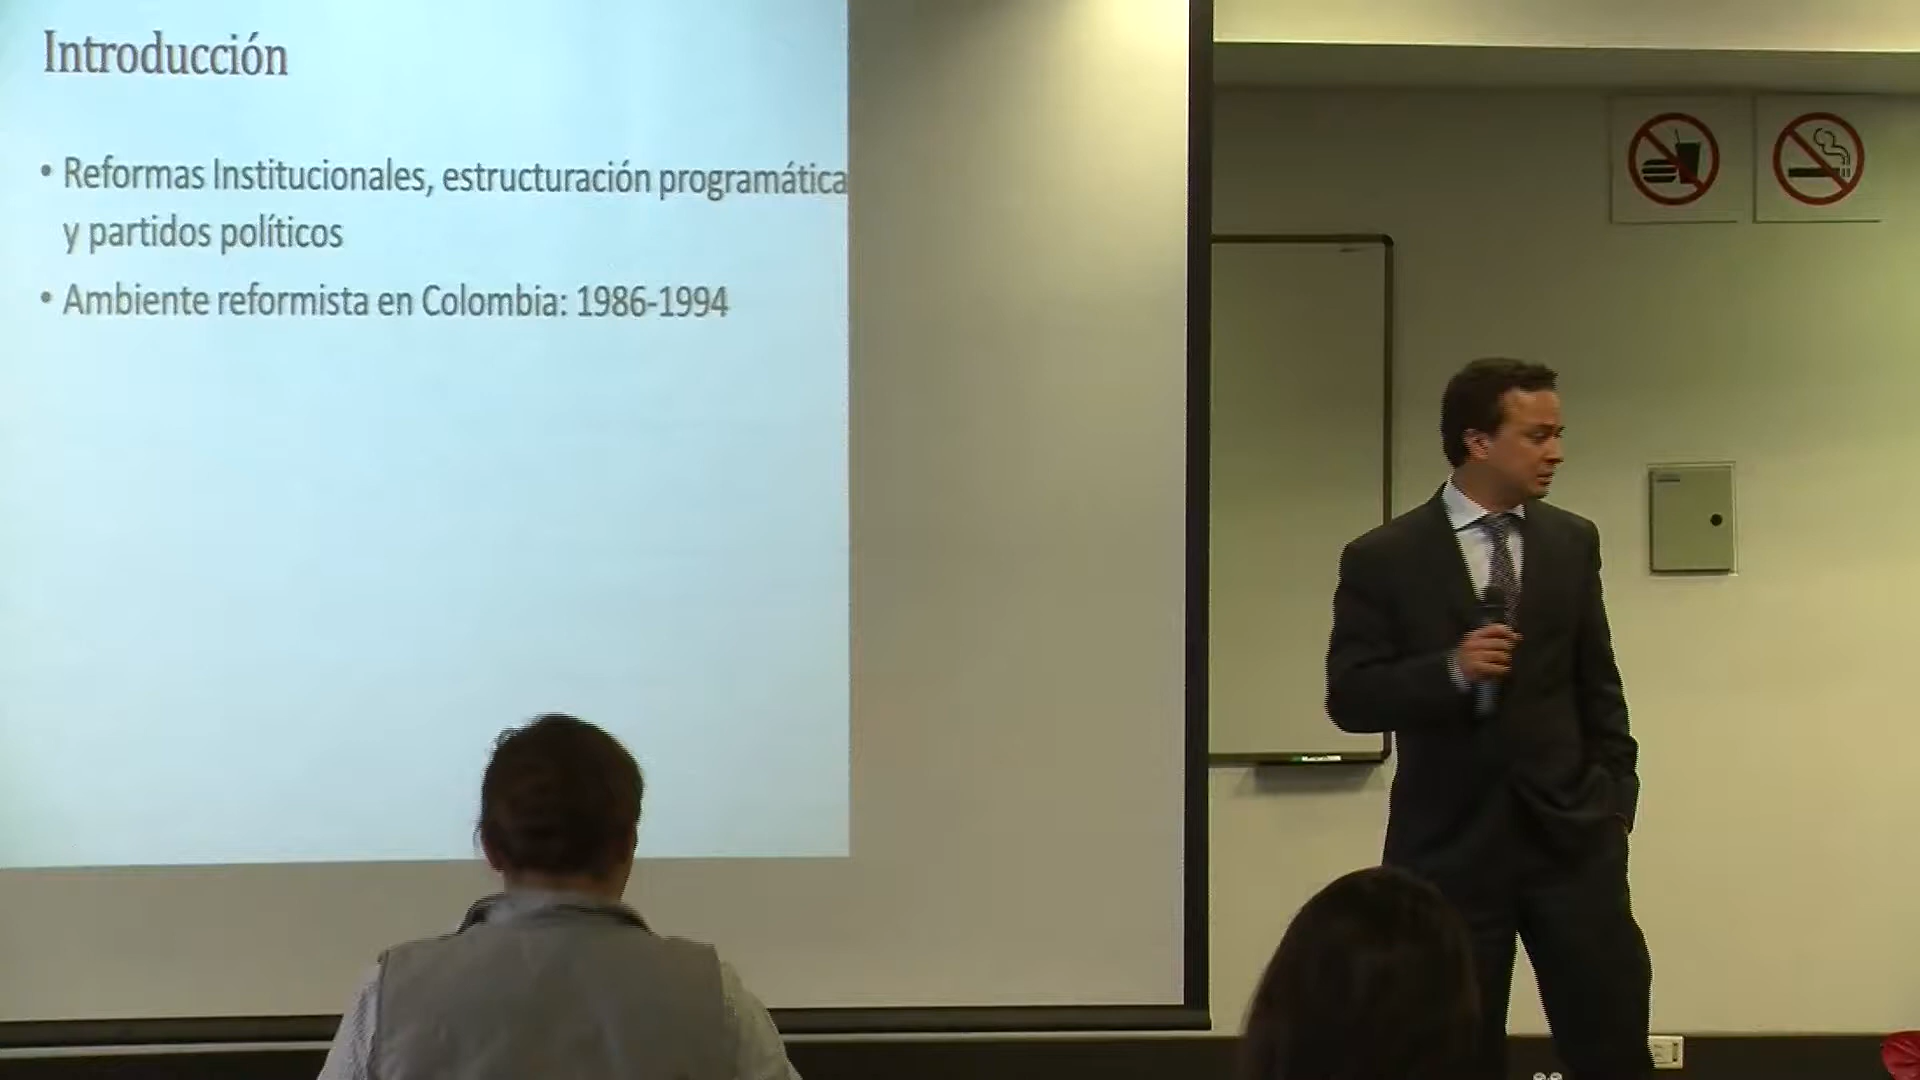 Introducción
• Reformas Institucionales, estructuración programática
y partidos políticos
• Ambiente reformista en Colombia: 1986-1994